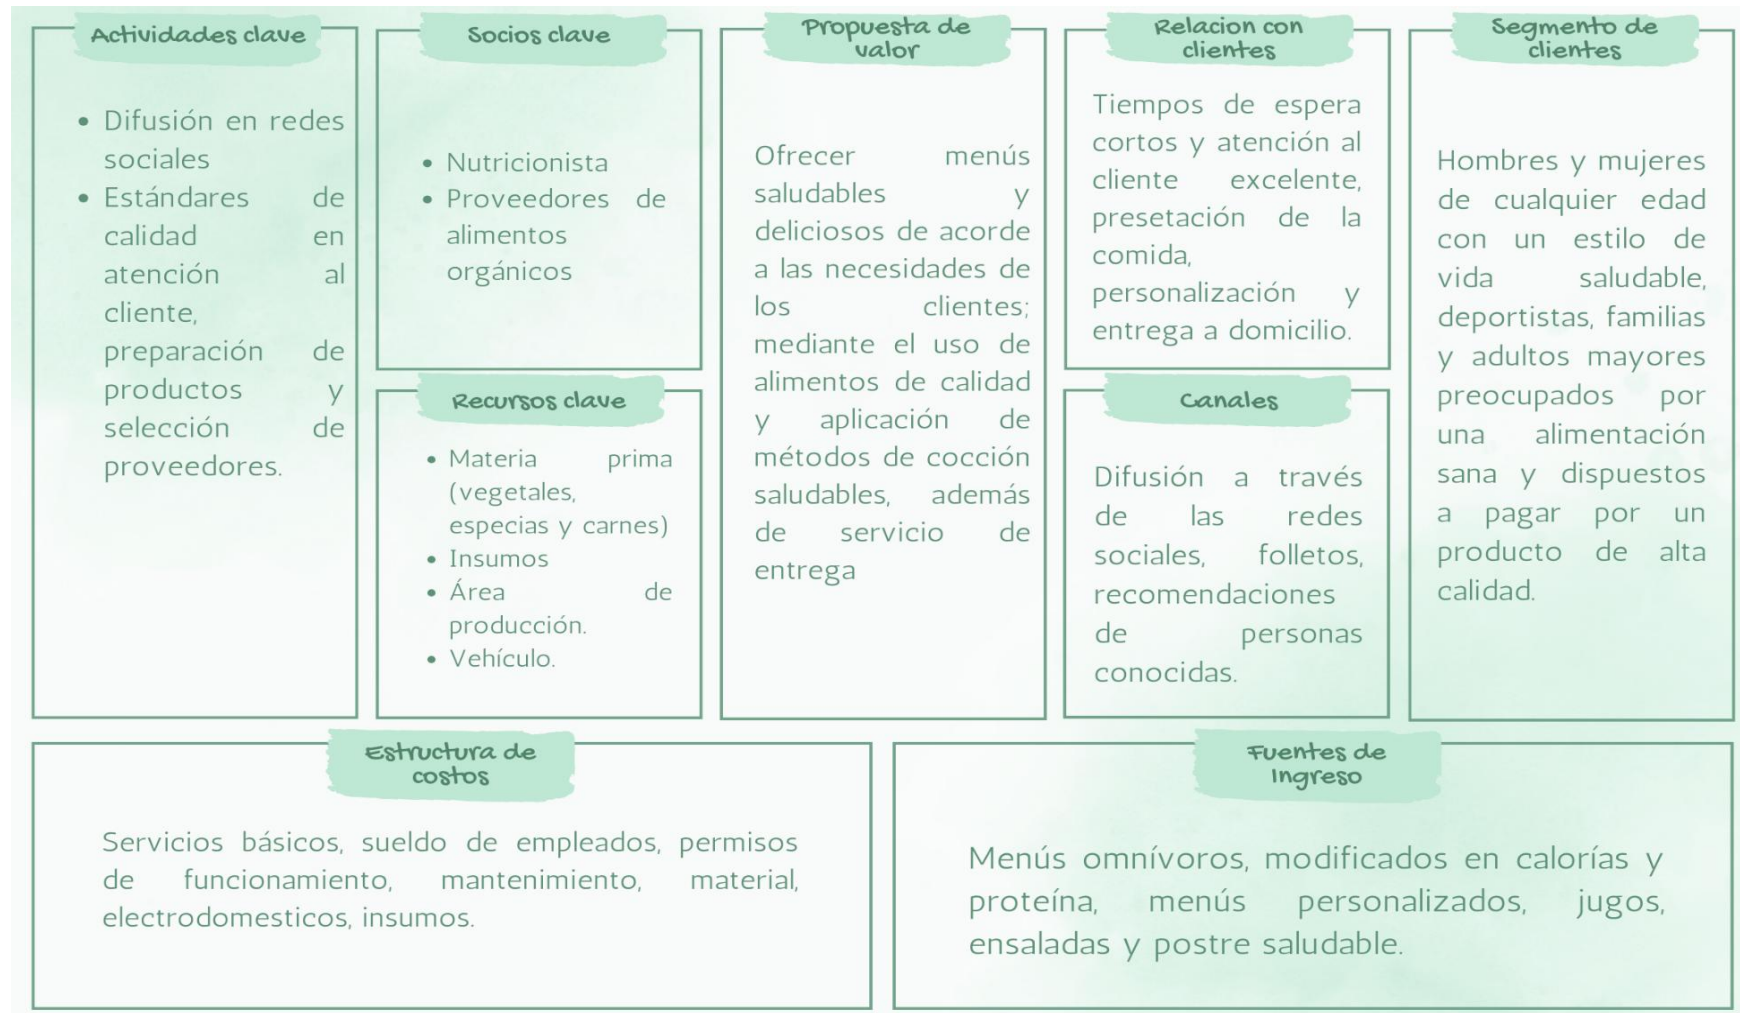 Actividades clave
• Difusión en redes
sociales
• Estándares de
calidad en
atención al
cliente,
preparación de
productos y
selección de
proveedores.
Socios clave
• Nutricionista
• Proveedores de
alimentos
orgánicos
Recursos clave
• Materia prima
(vegetales,
especias y carnes)
• Insumos
• Área de
producción.
• Vehículo.
Propuesta de
valor
Ofrecer menús
saludables y
deliciosos de acorde
a las necesidades de
los clientes;
mediante el uso de
alimentos de calidad
y aplicación de
métodos de cocción
saludables, además
de servicio de
entrega
Relacion con
clientes
Tiempos de espera
cortos y atención al
cliente excelente,
presetación de la
comida,
personalización y
entrega a domicilio.
Canales
Difusión a través
de las redes
sociales, folletos,
recomendaciones
de personas
conocidas.
Segmento de
clientes
Hombres y mujeres
de cualquier edad
con un estilo de
vida saludable,
deportistas, familias
y adultos mayores
preocupados por
una alimentación
sana y dispuestos
a pagar por un
producto de alta
calidad.
Estructura de
costos
Servicios básicos, sueldo de empleados, permisos
de funcionamiento, mantenimiento, material,
electrodomesticos, insumos.
Fuentes de
Ingreso
Menús omnívoros, modificados en calorías y
proteína, menús personalizados, jugos,
ensaladas y postre saludable.